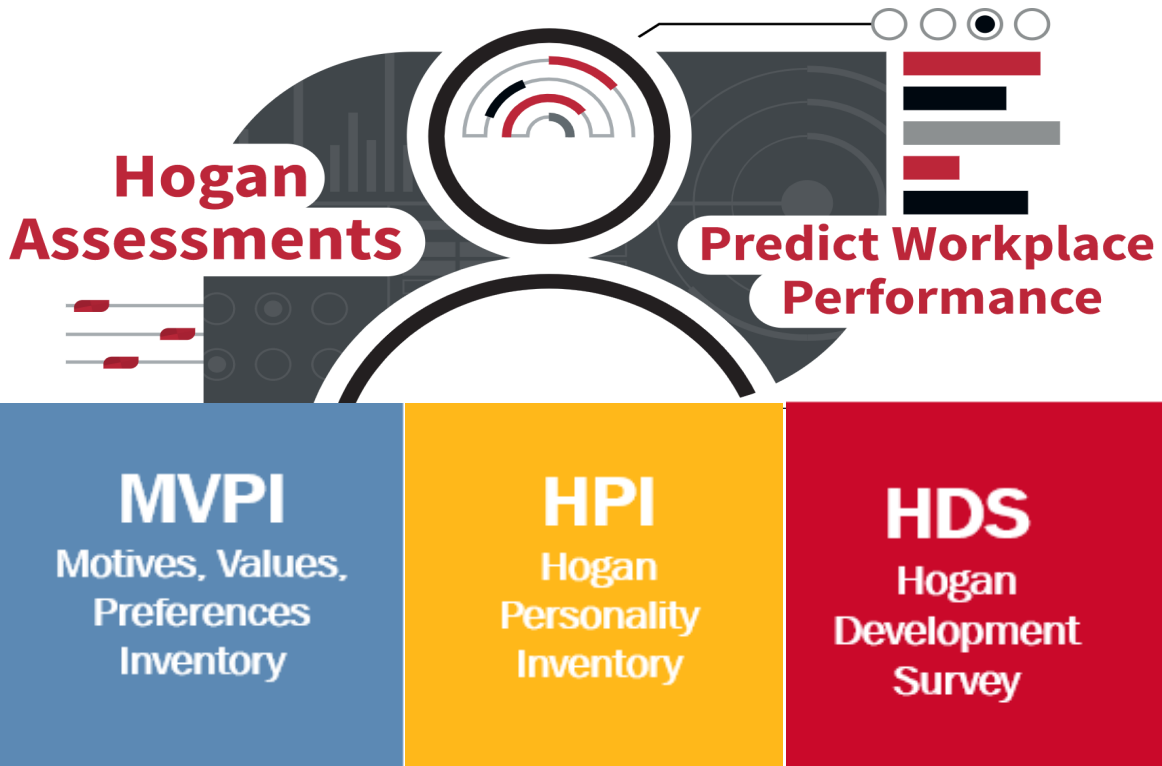 Hogan
Assessments
Predict Workplace
Performance
MVPI
Motives, Values,
Preferences
Inventory
HPI
Hogan
Personality
Inventory
HDS
Hogan
Development
Survey